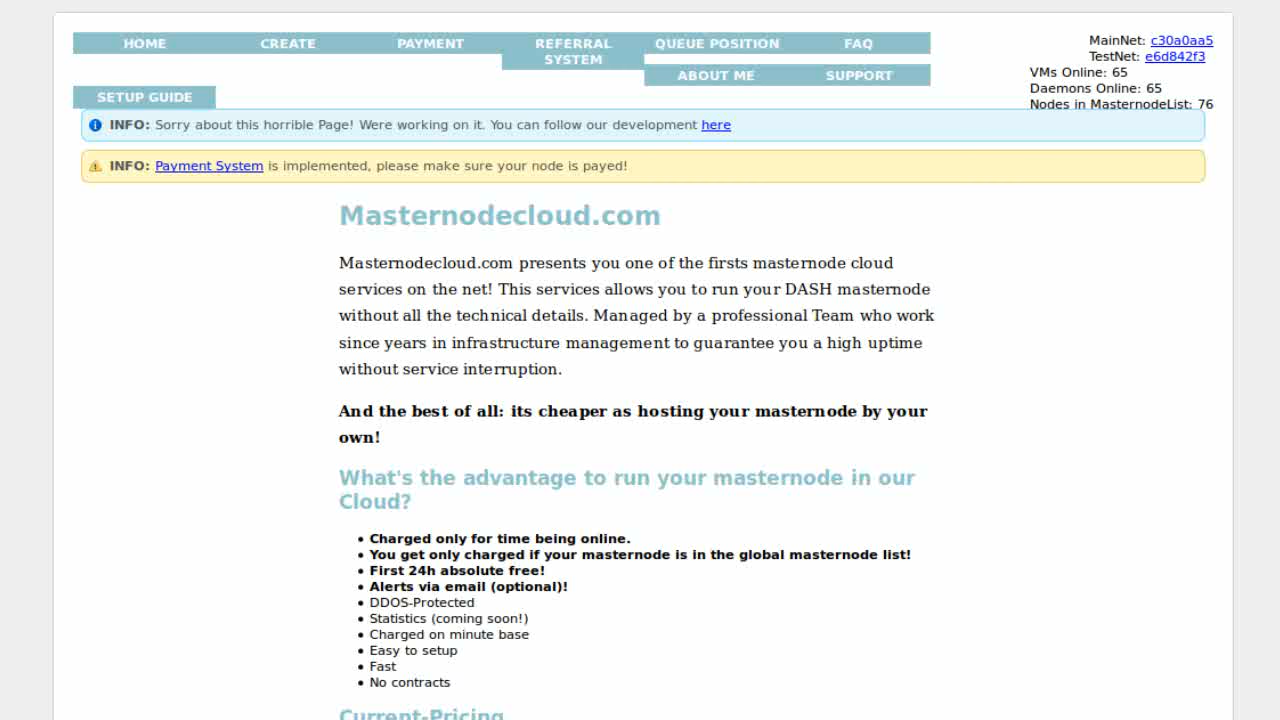 HOME CREATE PAYMENT REFERRAL SYSTEM QUEUE POSITION FAQ
ABOUT ME SUPPORT
SETUP GUIDE
MainNet: c30a0aa5
TestNet: e6d842f3
VMs Online: 65
Daemons Online: 65
Nodes in MasternodeList: 76
INFO: Sorry about this horrible Page! Were working on it. You can follow our development here
INFO: Payment System is implemented, please make sure your node is payed!
Masternodecloud.com
Masternodecloud.com presents you one of the firsts masternode cloud
services on the net! This services allows you to run your DASH masternode
without all the technical details. Managed by a professional Team who work
since years in infrastructure management to guarantee you a high uptime
without service interruption.
And the best of all: its cheaper as hosting your masternode by your
own!
What's the advantage to run your masternode in our
Cloud?
• Charged only for time being online.
• You get only charged if your masternode is in the global masternode list!
• First 24h absolute free!
• Alerts via email (optional)!
• DDOS-Protected
• Statistics (coming soon!)
• Charged on minute base
• Easy to setup
• Fast
• No contracts
Current-Pricing